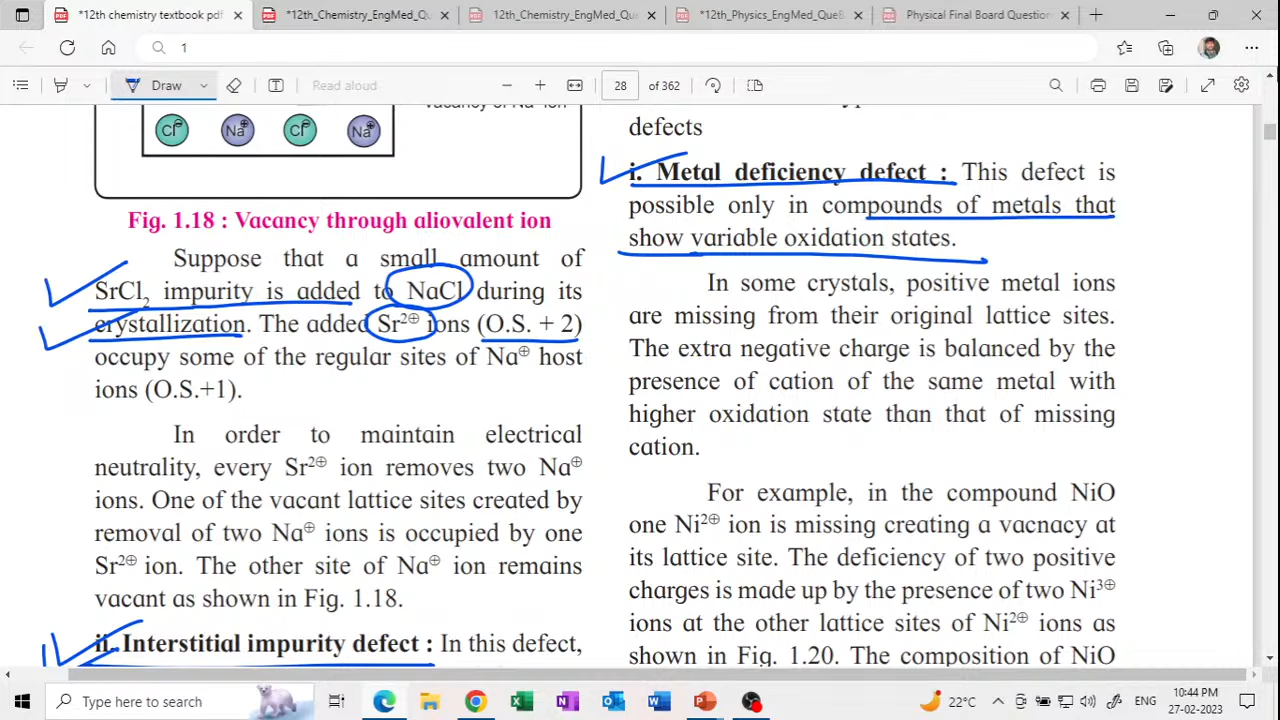 12th chemistry textbook pdf
*12th_Chemistry_EngMed_Qu
12th_Chemistry_EngMed_Que
*12th_Physics_EngMed_QueB
Physical Final Board Question
1
Draw
Read aloud
28
of 362
Cl⊖
Na⊕
Cl⊖
Na⊕
Fig. 1.18 : Vacancy through aliovalent ion
Suppose that a small amount of
SrCl₂ impurity is added to NaCl during its
crystallization. The added Sr²⊕ ions (O.S. + 2)
occupy some of the regular sites of Na⊕ host
ions (O.S.+1).
In order to maintain electrical
neutrality, every Sr²⊕ ion removes two Na⊕
ions. One of the vacant lattice sites created by
removal of two Na⊕ ions is occupied by one
Sr²⊕ ion. The other site of Na⊕ ion remains
vacant as shown in Fig. 1.18.
ii. Interstitial impurity defect : In this defect,
defects
i. Metal deficiency defect : This defect is
possible only in compounds of metals that
show variable oxidation states.
In some crystals, positive metal ions
are missing from their original lattice sites.
The extra negative charge is balanced by the
presence of cation of the same metal with
higher oxidation state than that of missing
cation.
For example, in the compound NiO
one Ni²⊕ ion is missing creating a vacnacy at
its lattice site. The deficiency of two positive
charges is made up by the presence of two Ni³⊕
ions at the other lattice sites of Ni²⊕ ions as
shown in Fig. 1.20. The composition of NiO
Type here to search
22°C
ENG
10:44 PM
27-02-2023